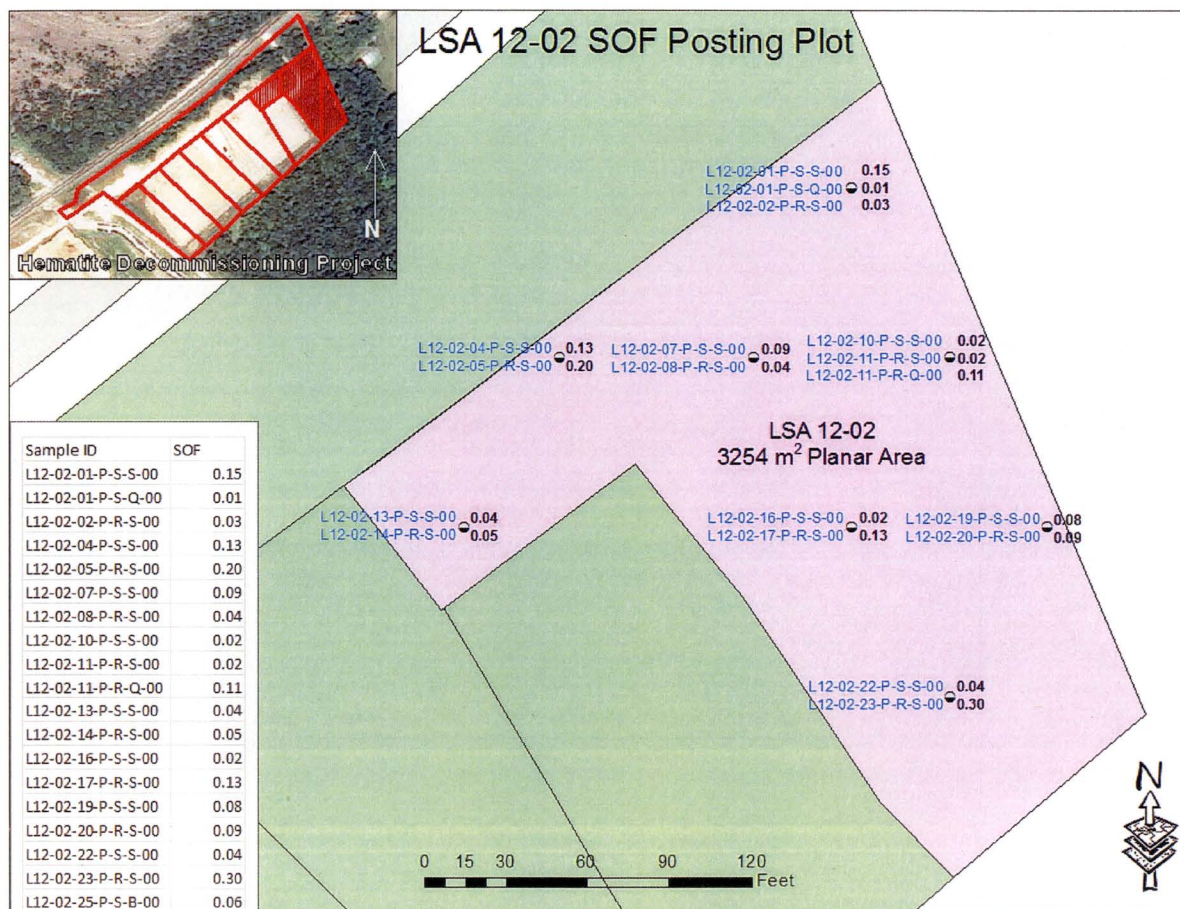 LSA 12-02 SOF Posting Plot
N
Hematite Decommissioning Project
L12-02-01-P-S-S-00 0.15
L12-02-01-P-S-Q-00 0.01
L12-02-02-P-R-S-00 0.03
L12-02-04-P-S-S-00 0.13
L12-02-05-P-R-S-00 0.20
L12-02-07-P-S-S-00 0.09
L12-02-08-P-R-S-00 0.04
L12-02-10-P-S-S-00 0.02
L12-02-11-P-R-S-00 0.02
L12-02-11-P-R-Q-00 0.11
LSA 12-02
3254 m² Planar Area
L12-02-13-P-S-S-00 0.04
L12-02-14-P-R-S-00 0.05
L12-02-16-P-S-S-00 0.02
L12-02-17-P-R-S-00 0.13
L12-02-19-P-S-S-00 0.08
L12-02-20-P-R-S-00 0.09
L12-02-22-P-S-S-00 0.04
L12-02-23-P-R-S-00 0.30
Sample ID SOF
L12-02-01-P-S-S-00 0.15
L12-02-01-P-S-Q-00 0.01
L12-02-02-P-R-S-00 0.03
L12-02-04-P-S-S-00 0.13
L12-02-05-P-R-S-00 0.20
L12-02-07-P-S-S-00 0.09
L12-02-08-P-R-S-00 0.04
L12-02-10-P-S-S-00 0.02
L12-02-11-P-R-S-00 0.02
L12-02-11-P-R-Q-00 0.11
L12-02-13-P-S-S-00 0.04
L12-02-14-P-R-S-00 0.05
L12-02-16-P-S-S-00 0.02
L12-02-17-P-R-S-00 0.13
L12-02-19-P-S-S-00 0.08
L12-02-20-P-R-S-00 0.09
L12-02-22-P-S-S-00 0.04
L12-02-23-P-R-S-00 0.30
L12-02-25-P-S-B-00 0.06
0 15 30 60 90 120
Feet
N